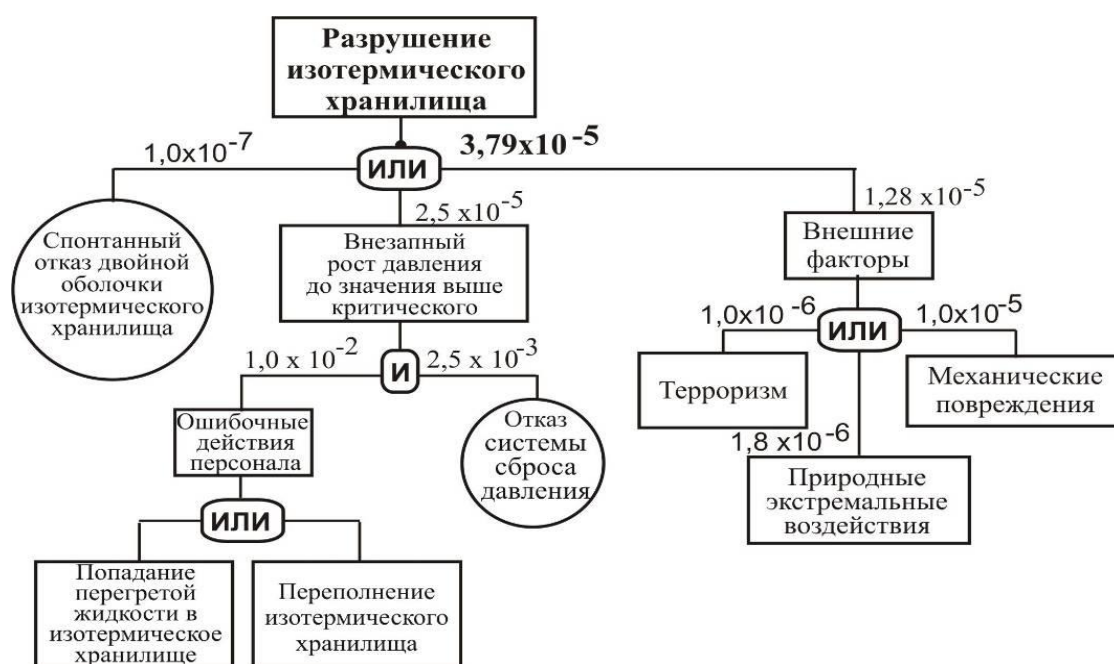 Разрушение
изотермического
хранилища
1,0x10-7
ИЛИ
3,79x10-5
Спонтанный
отказ двойной
оболочки
изотермического
хранилища
2,5 x10-5
Внезапный
рост давления
до значения выше
критического
1,28 x10-5
Внешние
факторы
1,0x10-6
ИЛИ
1,0x10-5
Терроризм
Механические
повреждения
1,8 x10-6
Природные
экстремальные
воздействия
1,0 x 10-2
И
2,5 x 10-3
Ошибочные
действия
персонала
Отказ
системы
сброса
давления
ИЛИ
Попадание
перегретой
жидкости в
изотермическое
хранилище
Переполнение
изотермического
хранилища